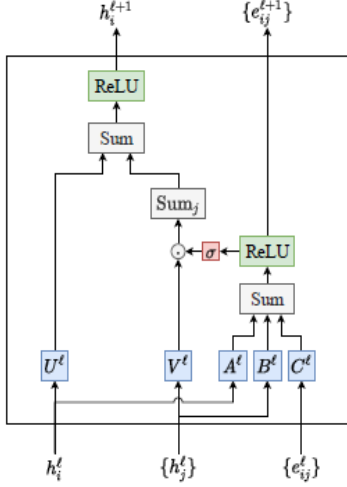 h_i^{ℓ+1} {e_{ij}^{ℓ+1}}
ReLU
Sum
Sum_j
⊙ σ ReLU
Sum
U^ℓ V^ℓ A^ℓ B^ℓ C^ℓ
h_i^ℓ {h_j^ℓ} {e_{ij}^ℓ}